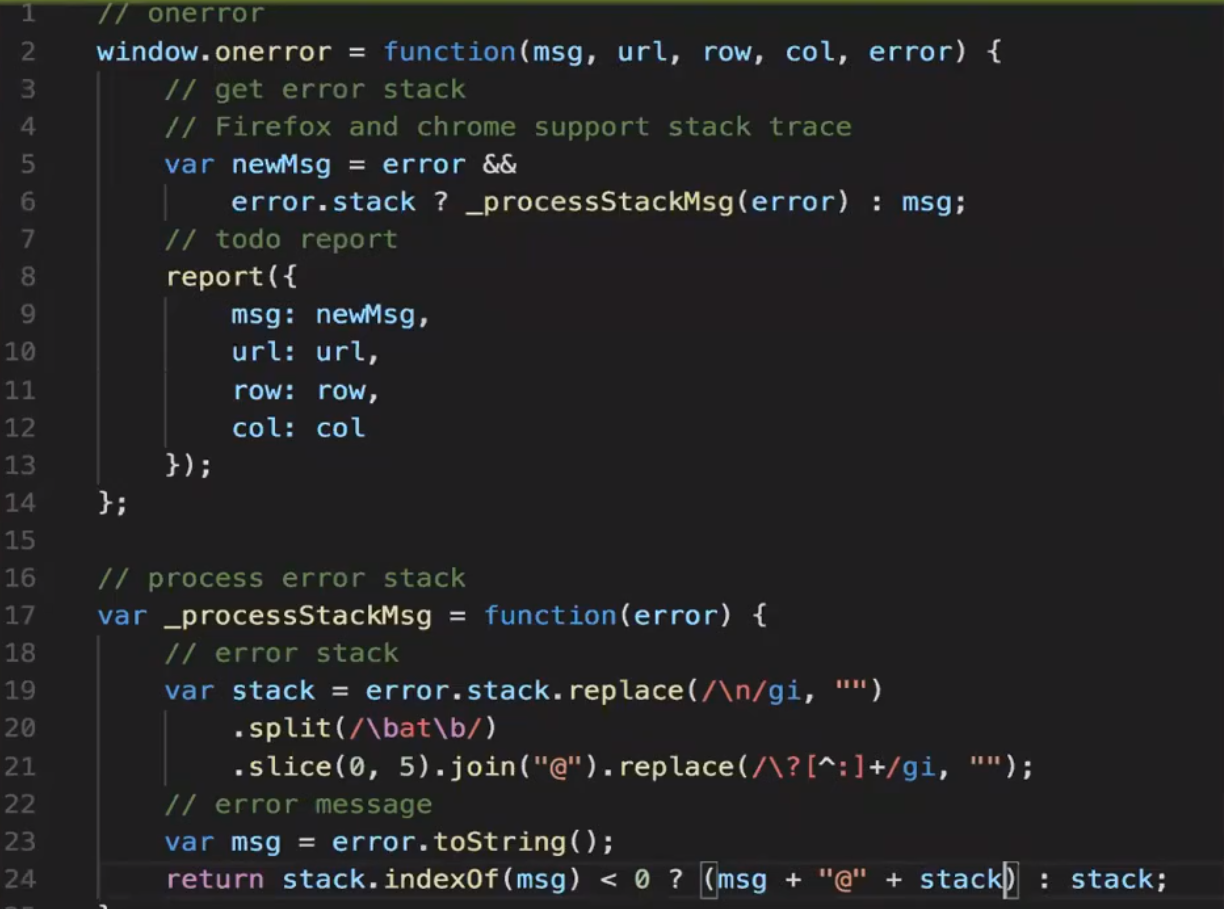 1 // onerror
2 window.onerror = function(msg, url, row, col, error) {
3 // get error stack
4 // Firefox and chrome support stack trace
5 var newMsg = error &&
6 error.stack ? _processStackMsg(error) : msg;
7 // todo report
8 report({
9 msg: newMsg,
10 url: url,
11 row: row,
12 col: col
13 });
14 };
15
16 // process error stack
17 var _processStackMsg = function(error) {
18 // error stack
19 var stack = error.stack.replace(/\n/gi, "")
20 .split(/\bat\b/)
21 .slice(0, 5).join("@").replace(/\?[^:]+/gi, "");
22 // error message
23 var msg = error.toString();
24 return stack.indexOf(msg) < 0 ? (msg + "@" + stack) : stack;